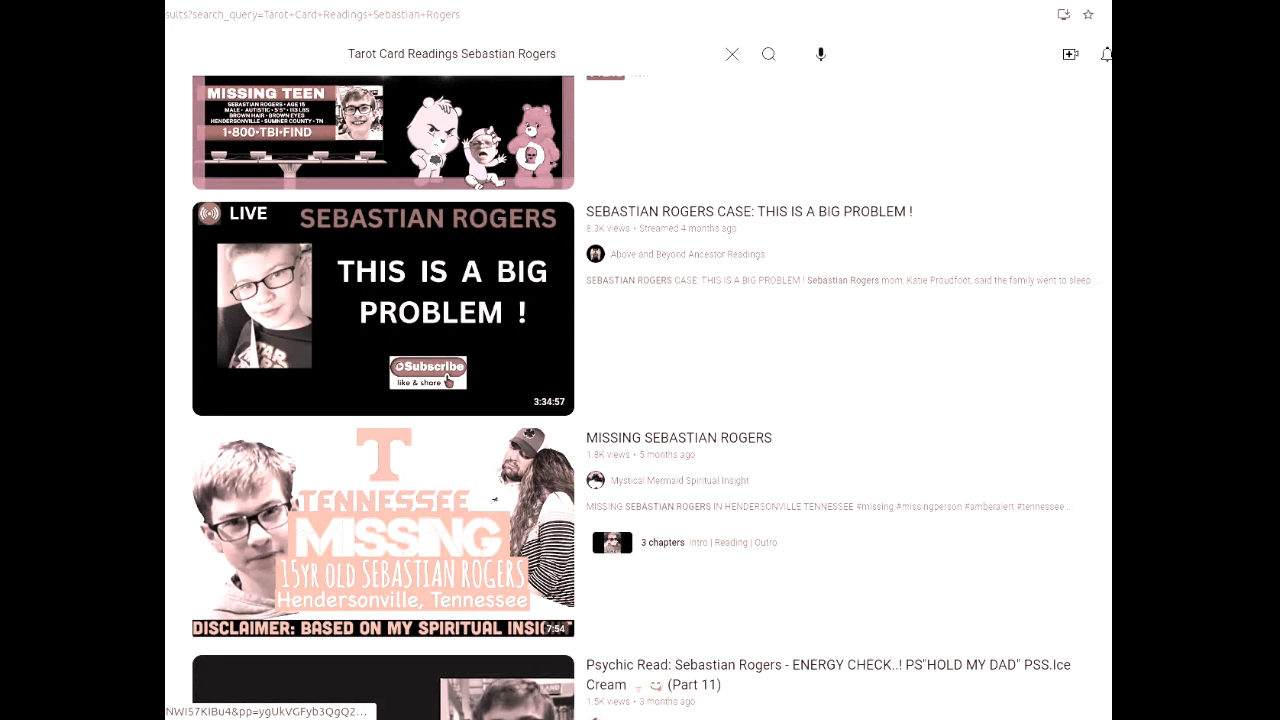 sults?search_query=Tarot+Card+Readings+Sebastian+Rogers
Tarot Card Readings Sebastian Rogers
MISSING TEEN
SEBASTIAN ROGERS • AGE 15
MALE • AUTISTIC • 5'5" • 113 LBS
BROWN HAIR • BROWN EYES
HENDERSONVILLE • SUMNER COUNTY • TN
1-800-TBI-FIND
LIVE
SEBASTIAN ROGERS
THIS IS A BIG
PROBLEM !
Subscribe
like & share
3:34:57
SEBASTIAN ROGERS CASE: THIS IS A BIG PROBLEM !
8.3K views • Streamed 4 months ago
Above and Beyond Ancestor Readings
SEBASTIAN ROGERS CASE: THIS IS A BIG PROBLEM ! Sebastian Rogers mom, Katie Proudfoot, said the family went to sleep ...
T
TENNESSEE
MISSING
15YR OLD SEBASTIAN ROGERS
Hendersonville, Tennessee
DISCLAIMER: BASED ON MY SPIRITUAL
7:54
MISSING SEBASTIAN ROGERS
1.8K views • 5 months ago
Mystical Mermaid Spiritual Insight
MISSING SEBASTIAN ROGERS IN HENDERSONVILLE TENNESSEE #missing #missingperson #amberalert #tennessee ...
3 chapters Intro | Reading | Outro
Psychic Read: Sebastian Rogers - ENERGY CHECK..! PS"HOLD MY DAD" PSS.Ice
Cream (Part 11)
1.5K views • 3 months ago
NWI57KIBu4&pp=ygUkVGFyb3QgQ2...